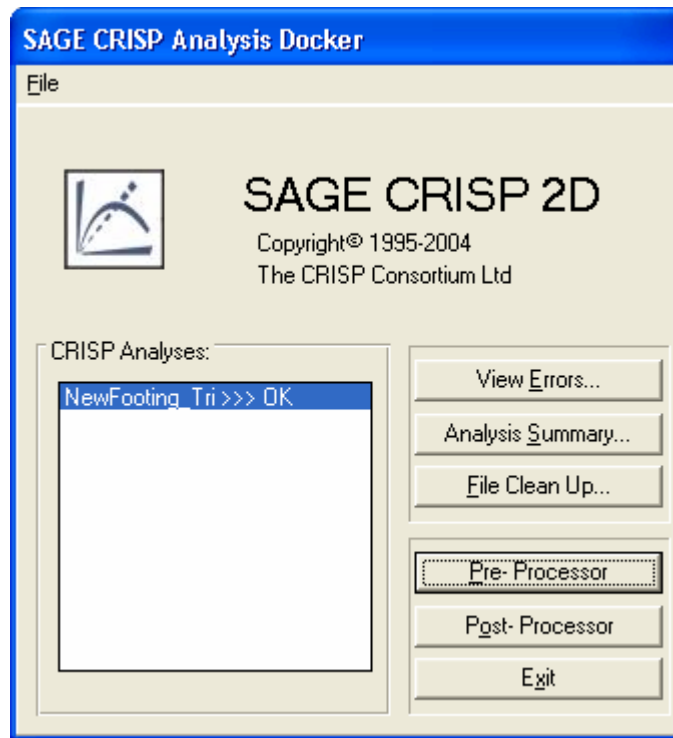 SAGE CRISP Analysis Docker
File
SAGE CRISP 2D
Copyright© 1995-2004
The CRISP Consortium Ltd
CRISP Analyses:
NewFooting_Tri >>> OK
View Errors...
Analysis Summary...
File Clean Up...
Pre- Processor
Post- Processor
Exit